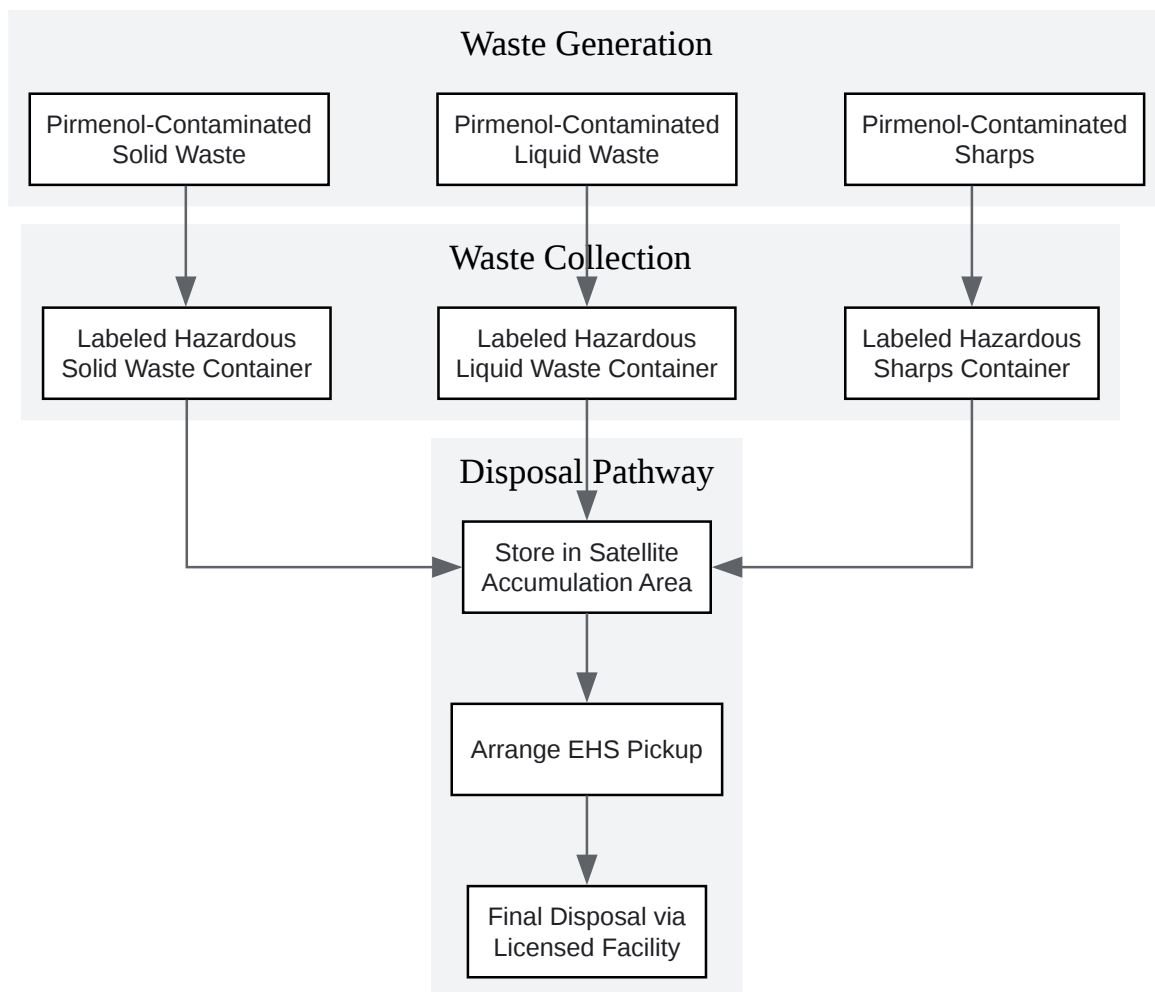 Waste Generation
Pirmenol-Contaminated
Solid Waste
Pirmenol-Contaminated
Liquid Waste
Pirmenol-Contaminated
Sharps
Waste Collection
Labeled Hazardous
Solid Waste Container
Labeled Hazardous
Liquid Waste Container
Labeled Hazardous
Sharps Container
Disposal Pathway
Store in Satellite
Accumulation Area
Arrange EHS Pickup
Final Disposal via
Licensed Facility